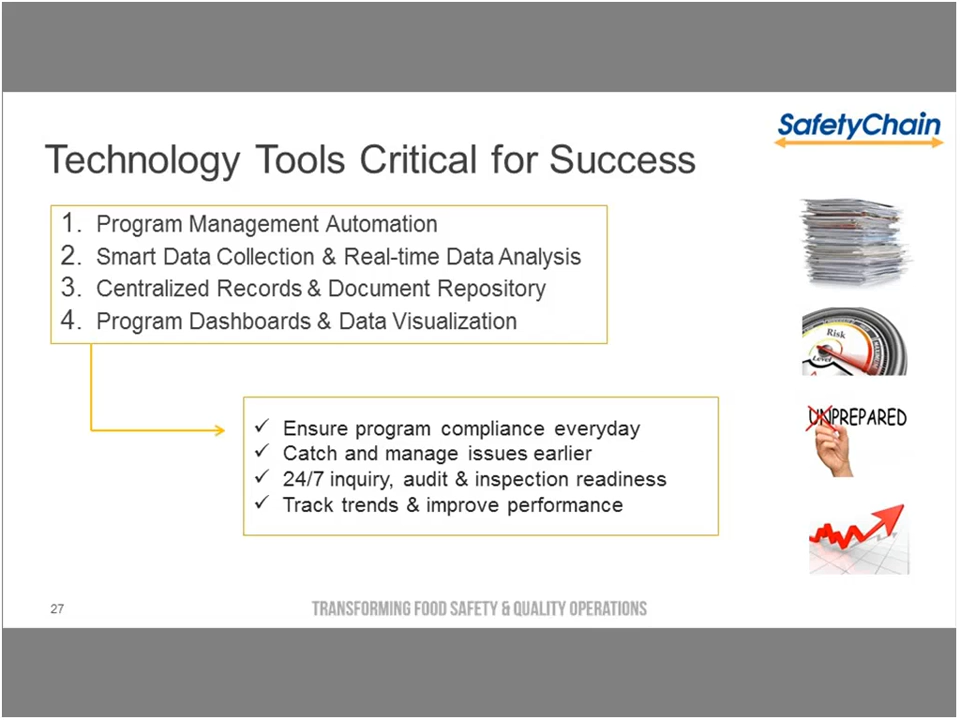 SafetyChain
Technology Tools Critical for Success
1. Program Management Automation
2. Smart Data Collection & Real-time Data Analysis
3. Centralized Records & Document Repository
4. Program Dashboards & Data Visualization
Risk
Level
UNPREPARED
✓ Ensure program compliance everyday
✓ Catch and manage issues earlier
✓ 24/7 inquiry, audit & inspection readiness
✓ Track trends & improve performance
27
TRANSFORMING FOOD SAFETY & QUALITY OPERATIONS